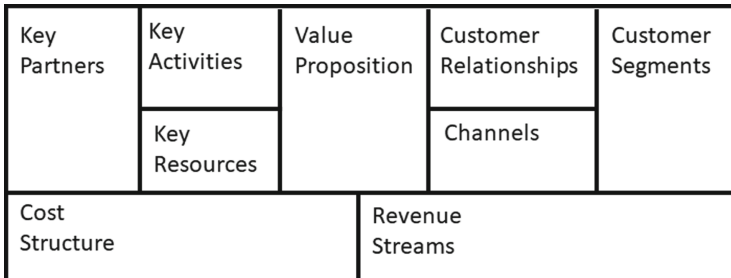 Key
Partners
Key
Activities
Key
Resources
Value
Proposition
Customer
Relationships
Channels
Customer
Segments
Cost
Structure
Revenue
Streams